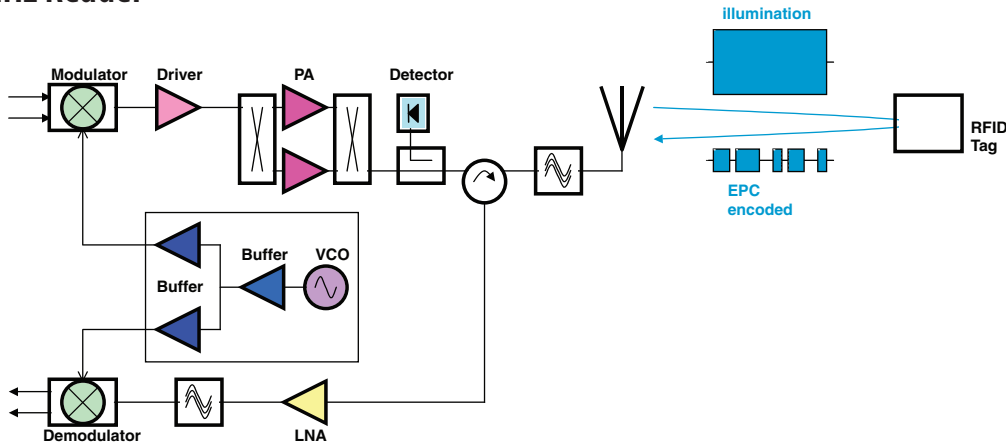 illumination
Modulator
Driver
PA
Detector
RFID
Tag
EPC
encoded
Buffer
VCO
Buffer
LNA
Demodulator